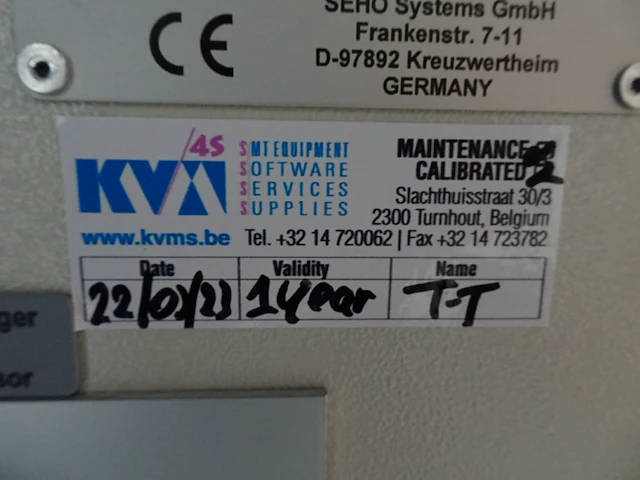 SEHO Systems GmbH
Frankenstr. 7-11
D-97892 Kreuzwertheim
GERMANY
CE
KVM
4S
SMT EQUIPMENT
SOFTWARE
SERVICES
SUPPLIES
MAINTENANCE
CALIBRATED
Slachthuisstraat 30/3
2300 Turnhout, Belgium
www.kvms.be Tel. +32 14 720062 | Fax +32 14 723782
Date Validity Name
22/03/23 1 year T-T